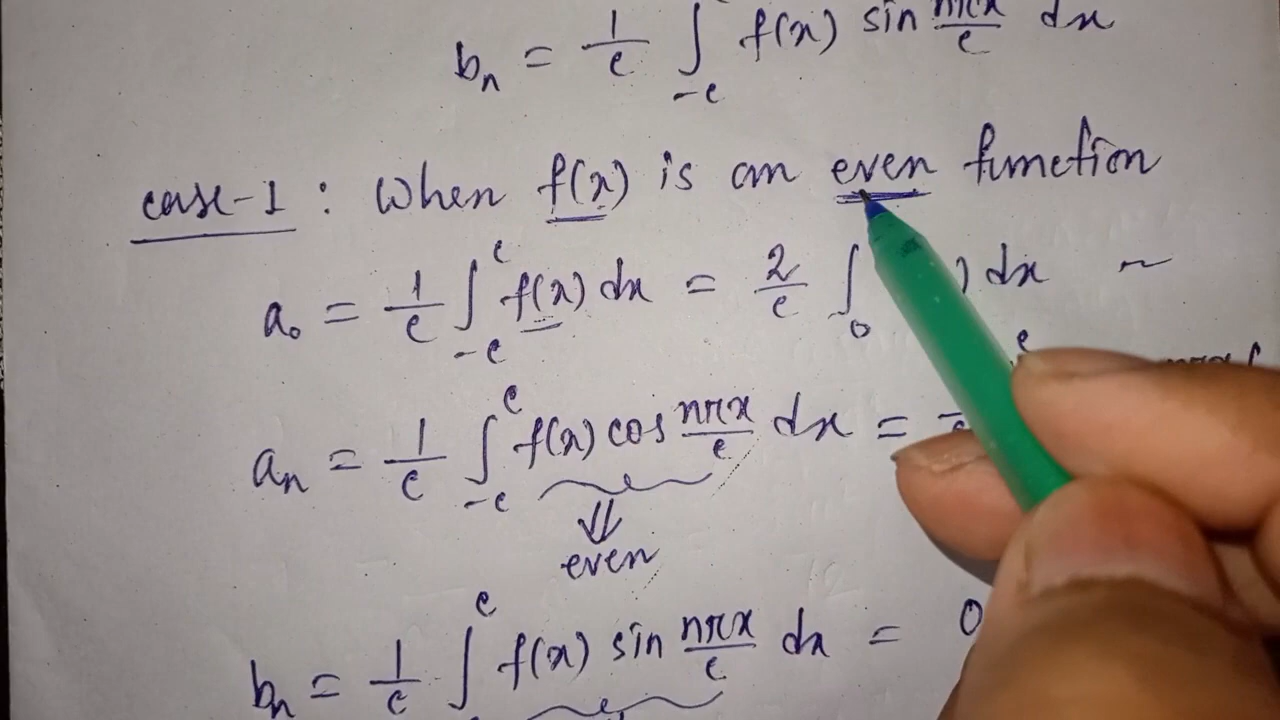 bn = 1/c ∫_{-c} f(x) sin nπx/c dx
case-1 : When f(x) is an even function
a₀ = 1/c ∫_{-c}^{c} f(x) dx = 2/c ∫_0 ) dx ~
an = 1/c ∫_{-c}^{c} f(x) cos nπx/c dx =
⇓
even
bn = 1/c ∫^{c} f(x) sin nπx/c dx = 0